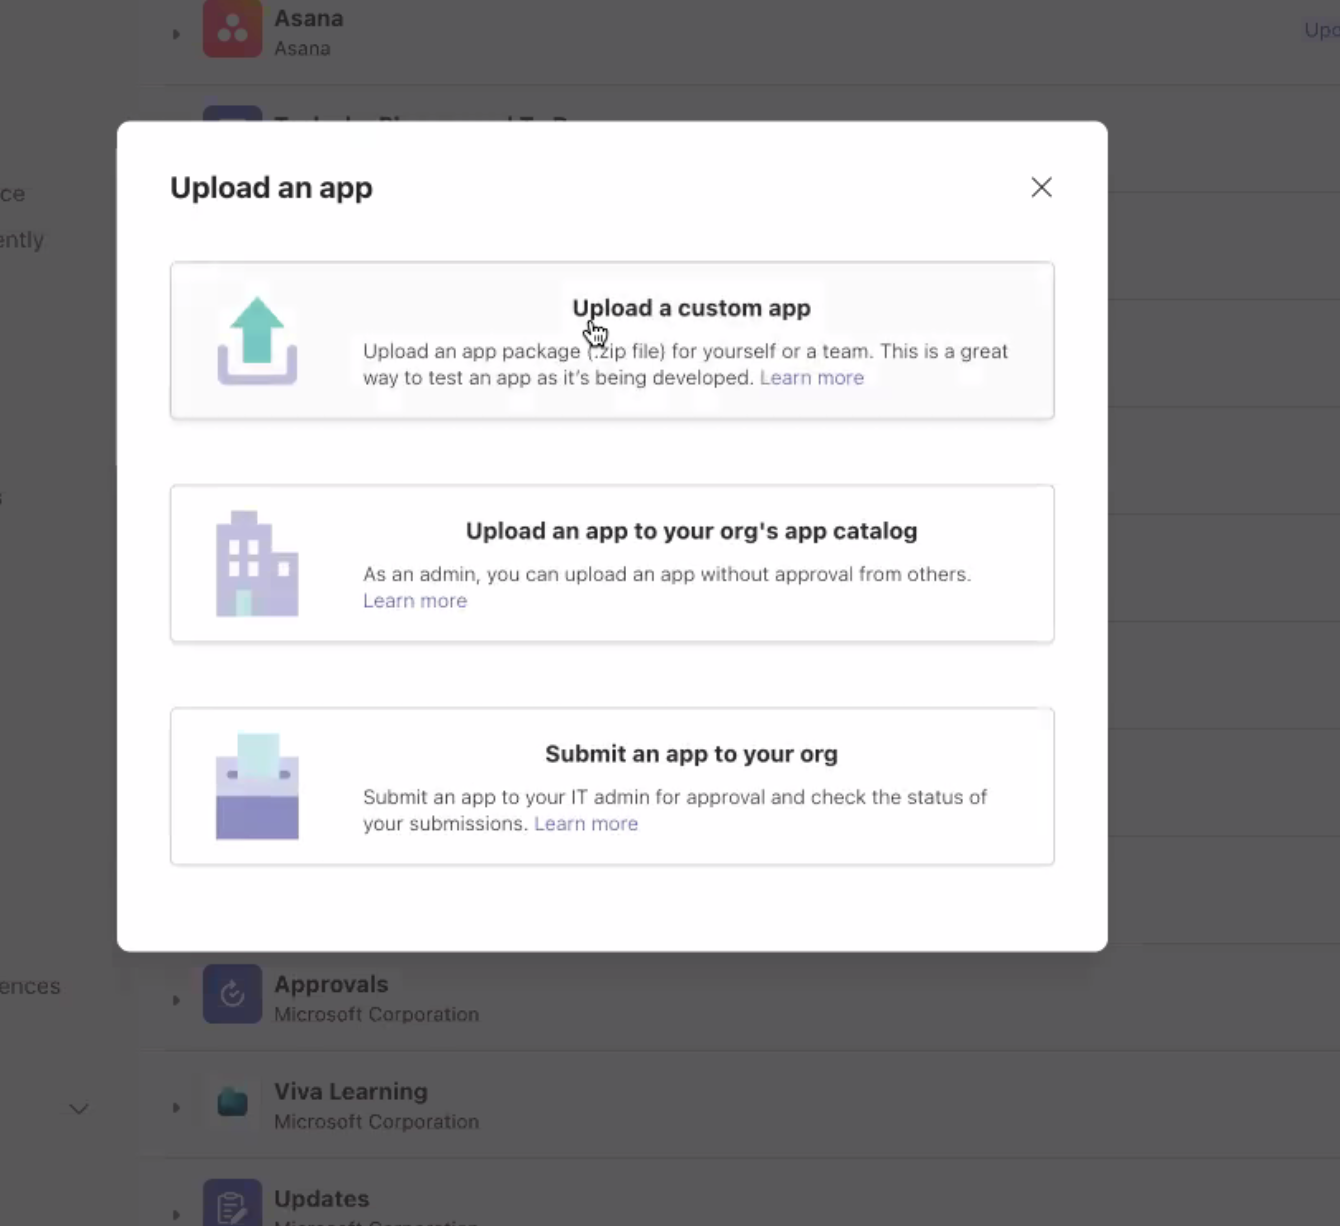 Asana
Asana
ce
ently
Upload an app
Upload a custom app
Upload an app package (.zip file) for yourself or a team. This is a great
way to test an app as it's being developed. Learn more
Upload an app to your org's app catalog
As an admin, you can upload an app without approval from others.
Learn more
Submit an app to your org
Submit an app to your IT admin for approval and check the status of
your submissions. Learn more
ences
Approvals
Microsoft Corporation
Viva Learning
Microsoft Corporation
Updates